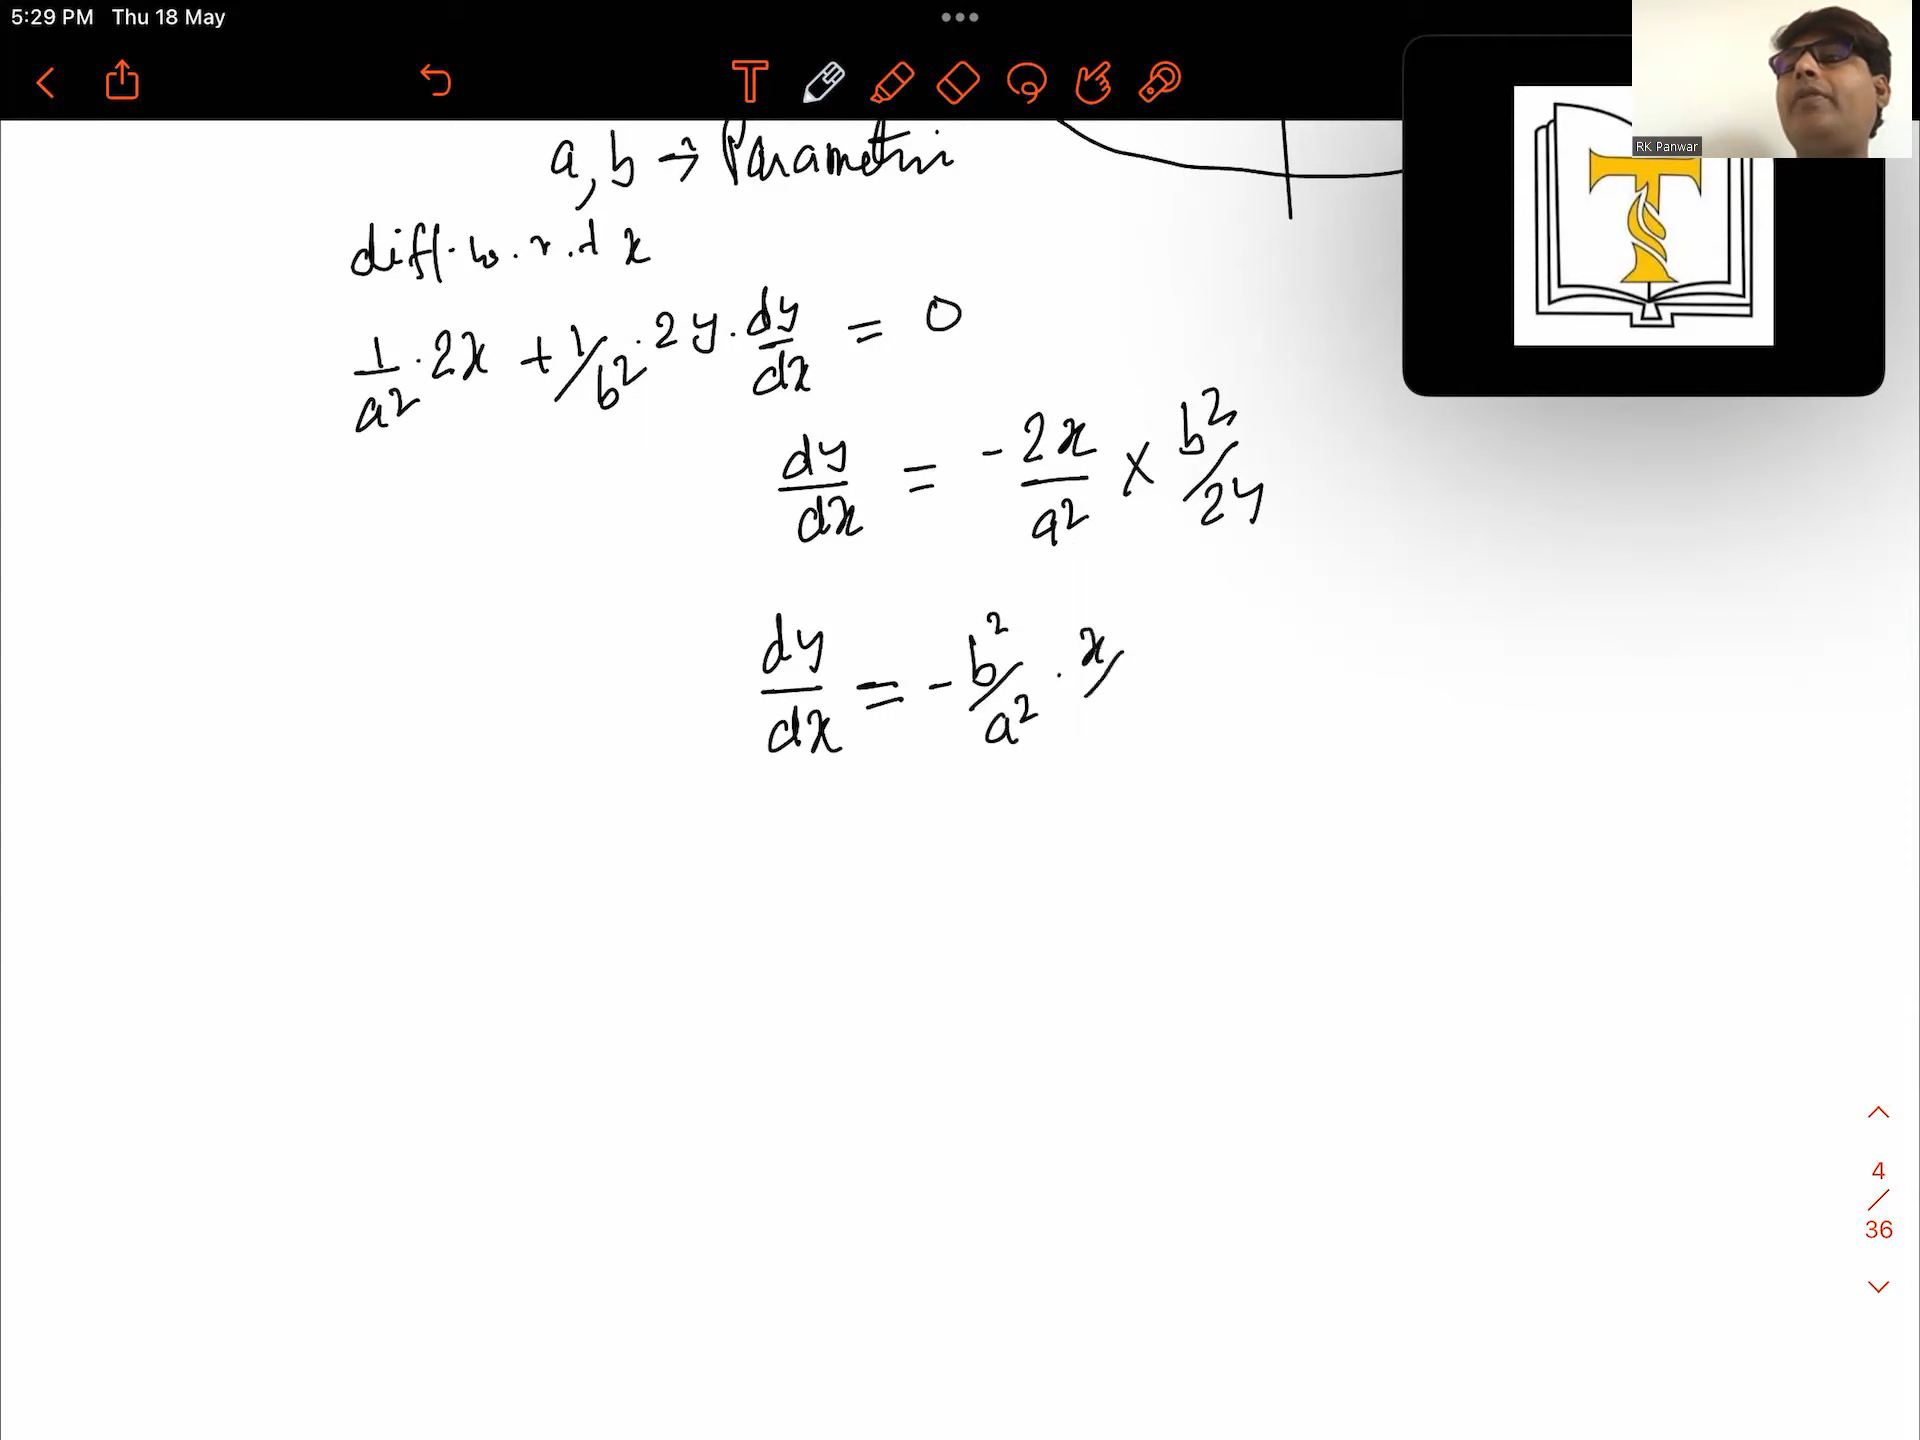 5:29 PM Thu 18 May
RK Panwar
a, b → Parametric
diff. w.r.t x
1/a² · 2x + 1/b² · 2y · dy/dx = 0
dy/dx = -2x/a² × b²/2y
dy/dx = - b²/a² · x/
4
/
36